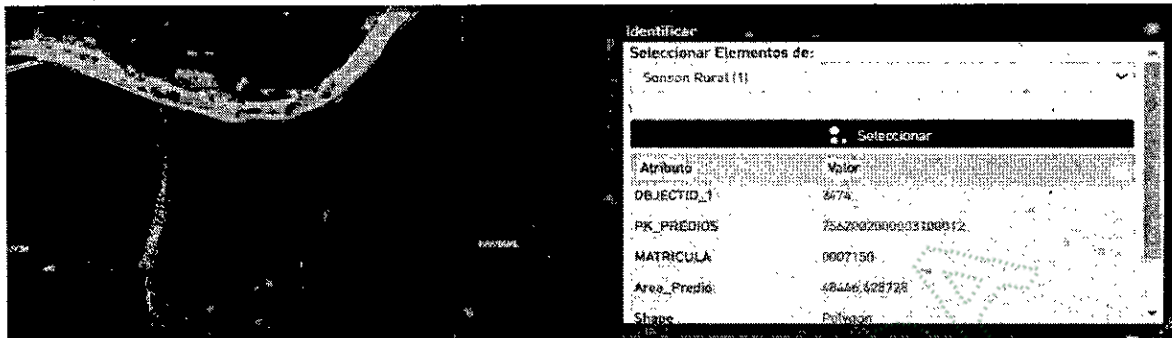 Identificar
Seleccionar Elementos de:
Sonson Rural (1)
Seleccionar
Atributo Valor
OBJECTID_1
PK_PREDIOS
MATRICULA 0007150
Area_Predio
Shape Polygon